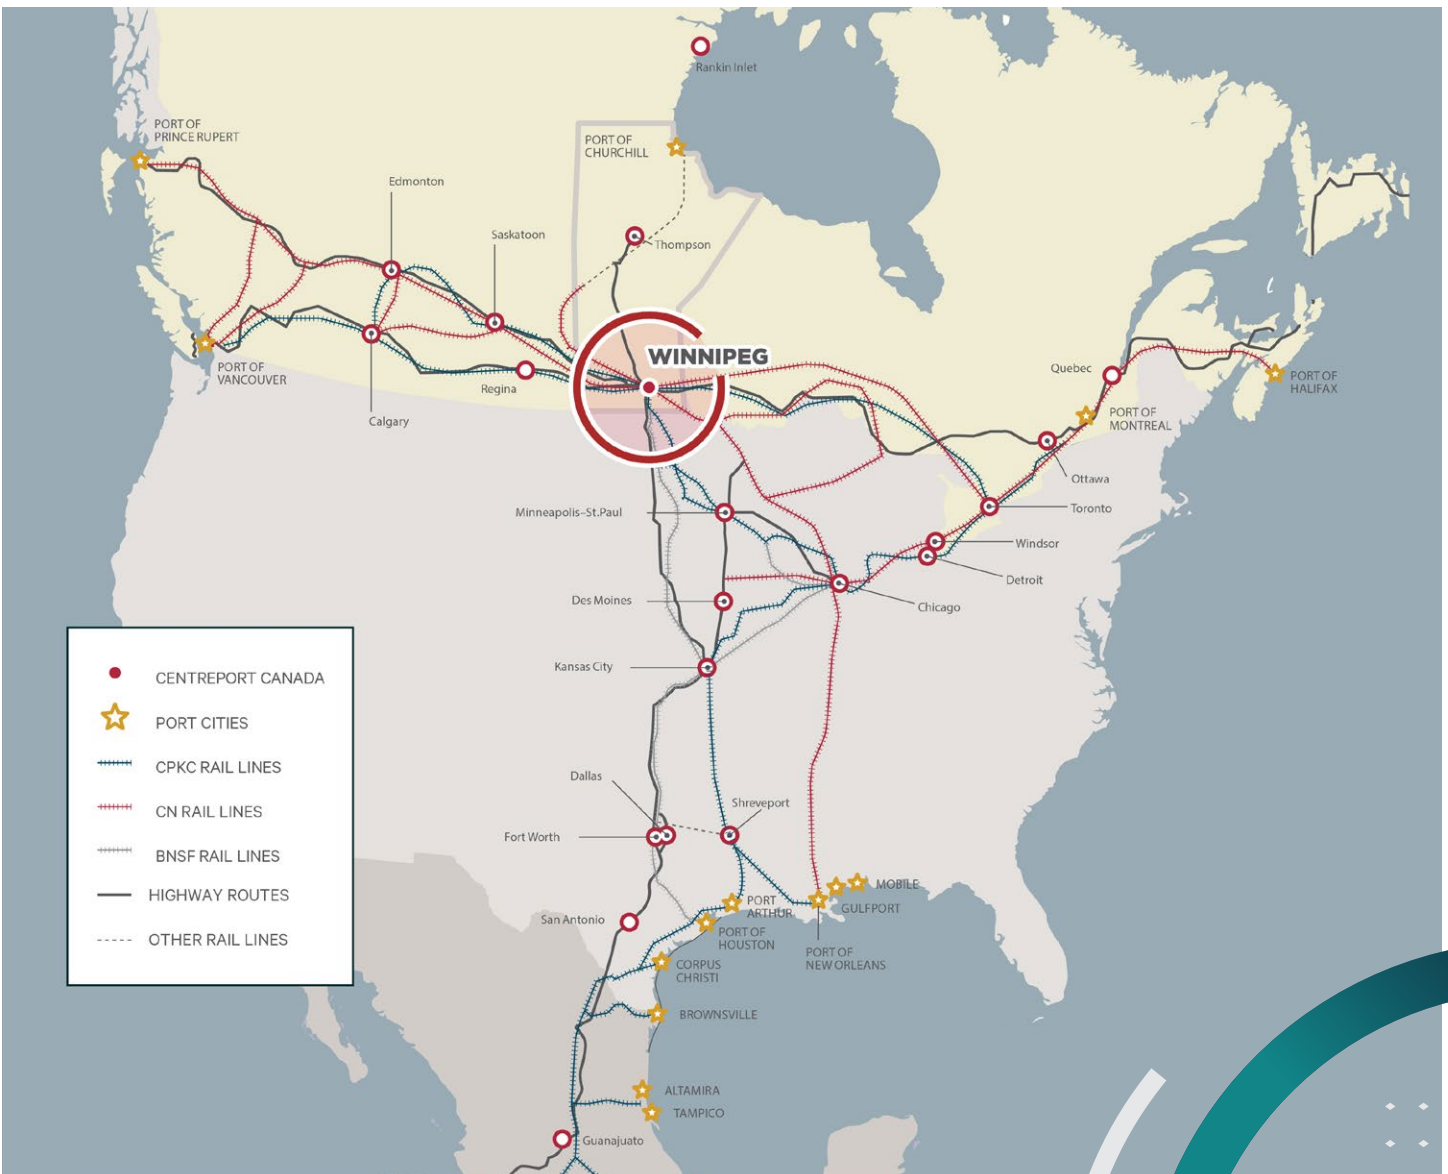 Rankin Inlet
PORT OF
PRINCE RUPERT
PORT OF
CHURCHILL
Edmonton
Saskatoon
Thompson
WINNIPEG
PORT OF
VANCOUVER
Regina
Calgary
Quebec
PORT OF
HALIFAX
PORT OF
MONTREAL
Ottawa
Toronto
Minneapolis–St.Paul
Windsor
Detroit
Des Moines
Chicago
Kansas City
CENTREPORT CANADA
PORT CITIES
CPKC RAIL LINES
CN RAIL LINES
BNSF RAIL LINES
HIGHWAY ROUTES
OTHER RAIL LINES
Dallas
Shreveport
Fort Worth
MOBILE
GULFPORT
PORT
ARTHUR
San Antonio
PORT OF
HOUSTON
PORT OF
NEW ORLEANS
CORPUS
CHRISTI
BROWNSVILLE
ALTAMIRA
TAMPICO
Guanajuato